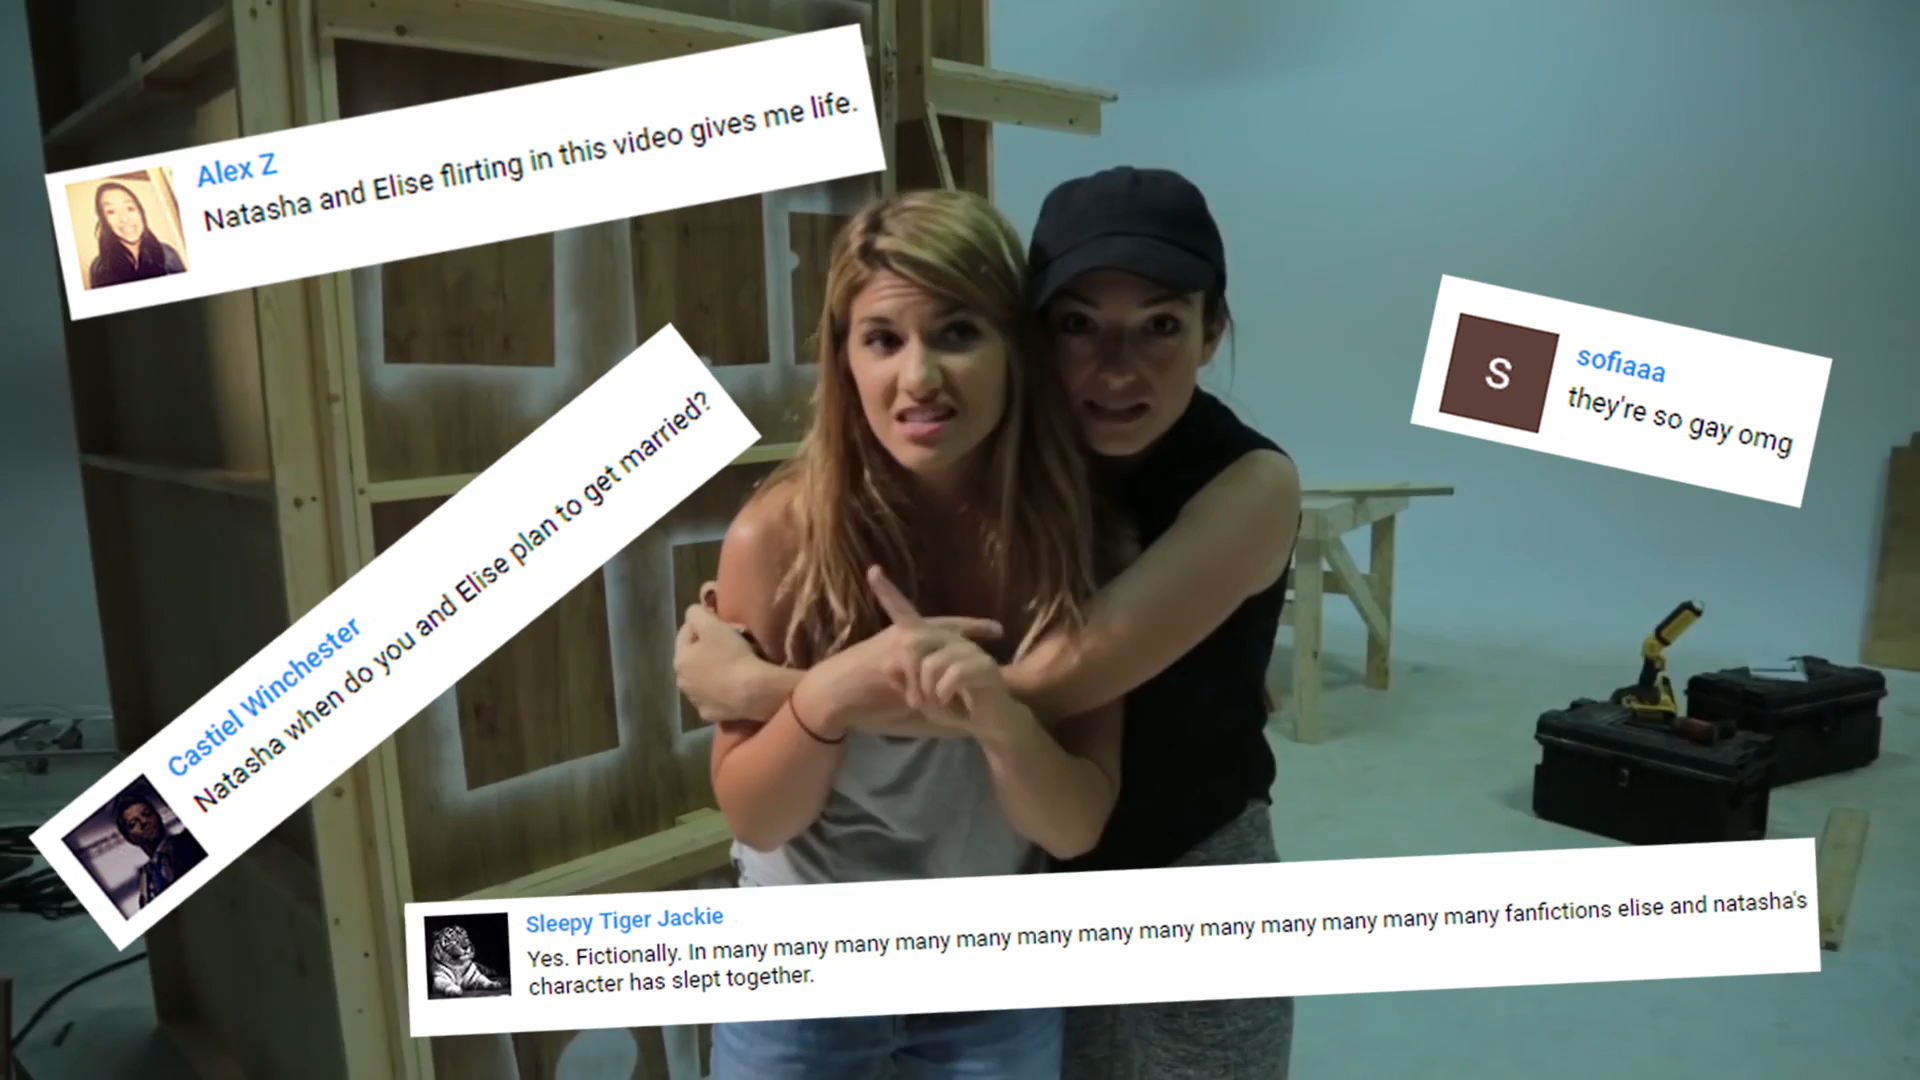 Alex Z
Natasha and Elise flirting in this video gives me life.
S
sofiaaa
they're so gay omg
Castiel Winchester
Natasha when do you and Elise plan to get married?
Sleepy Tiger Jackie
Yes. Fictionally. In many many many many many many many many many many many many many fanfictions elise and natasha's
character has slept together.